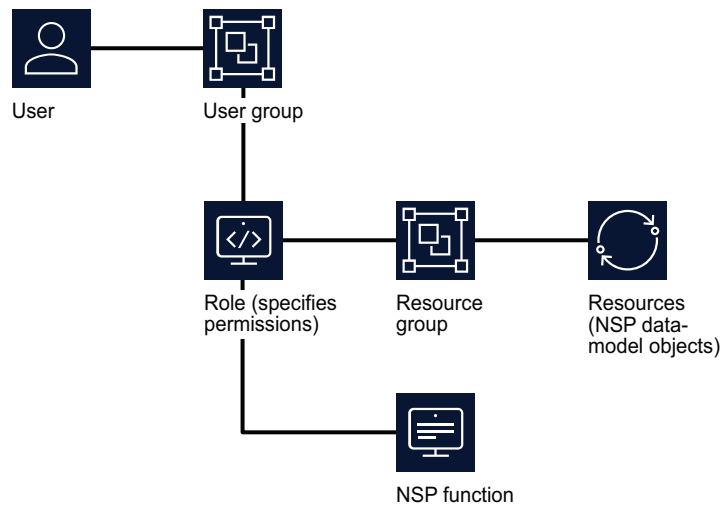 User
User group
Role (specifies
permissions)
Resource
group
Resources
(NSP data-
model objects)
NSP function